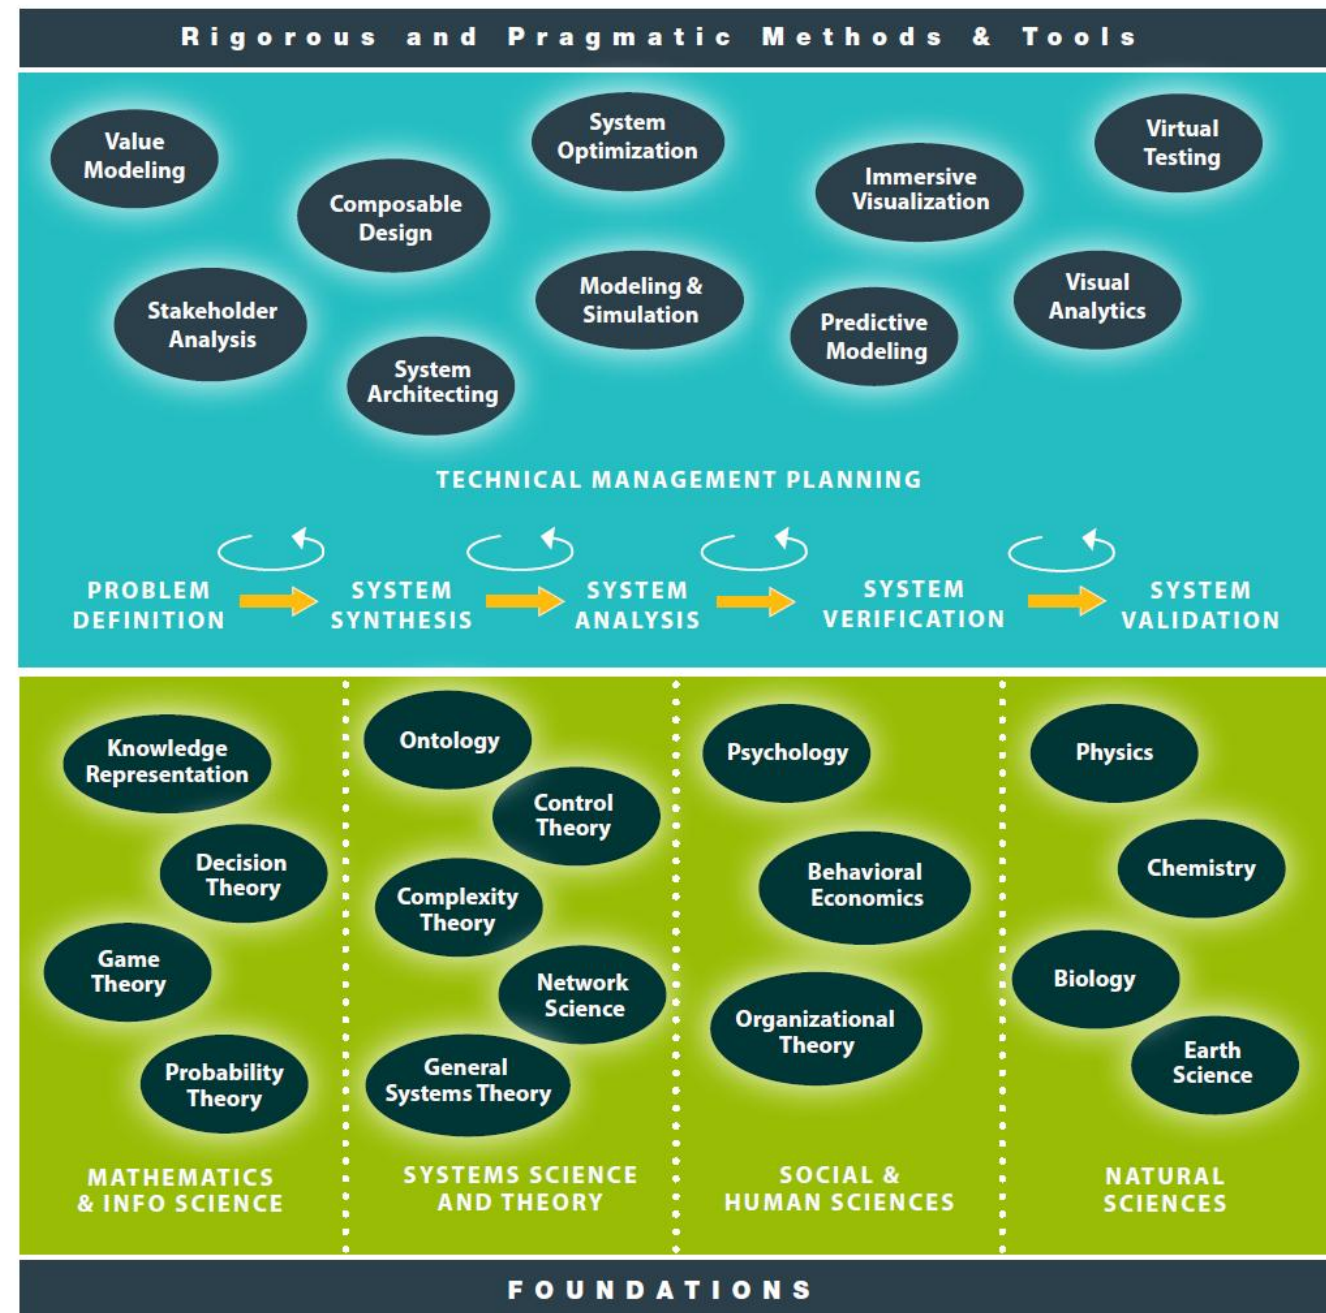 Rigorous and Pragmatic Methods & Tools
Value
Modeling
Composable
Design
System
Optimization
Immersive
Visualization
Virtual
Testing
Stakeholder
Analysis
System
Architecting
Modeling &
Simulation
Predictive
Modeling
Visual
Analytics
TECHNICAL MANAGEMENT PLANNING
PROBLEM
DEFINITION
SYSTEM
SYNTHESIS
SYSTEM
ANALYSIS
SYSTEM
VERIFICATION
SYSTEM
VALIDATION
Knowledge
Representation
Decision
Theory
Game
Theory
Probability
Theory
MATHEMATICS
& INFO SCIENCE
Ontology
Control
Theory
Complexity
Theory
Network
Science
General
Systems Theory
SYSTEMS SCIENCE
AND THEORY
Psychology
Behavioral
Economics
Organizational
Theory
SOCIAL &
HUMAN SCIENCES
Physics
Chemistry
Biology
Earth
Science
NATURAL
SCIENCES
FOUNDATIONS